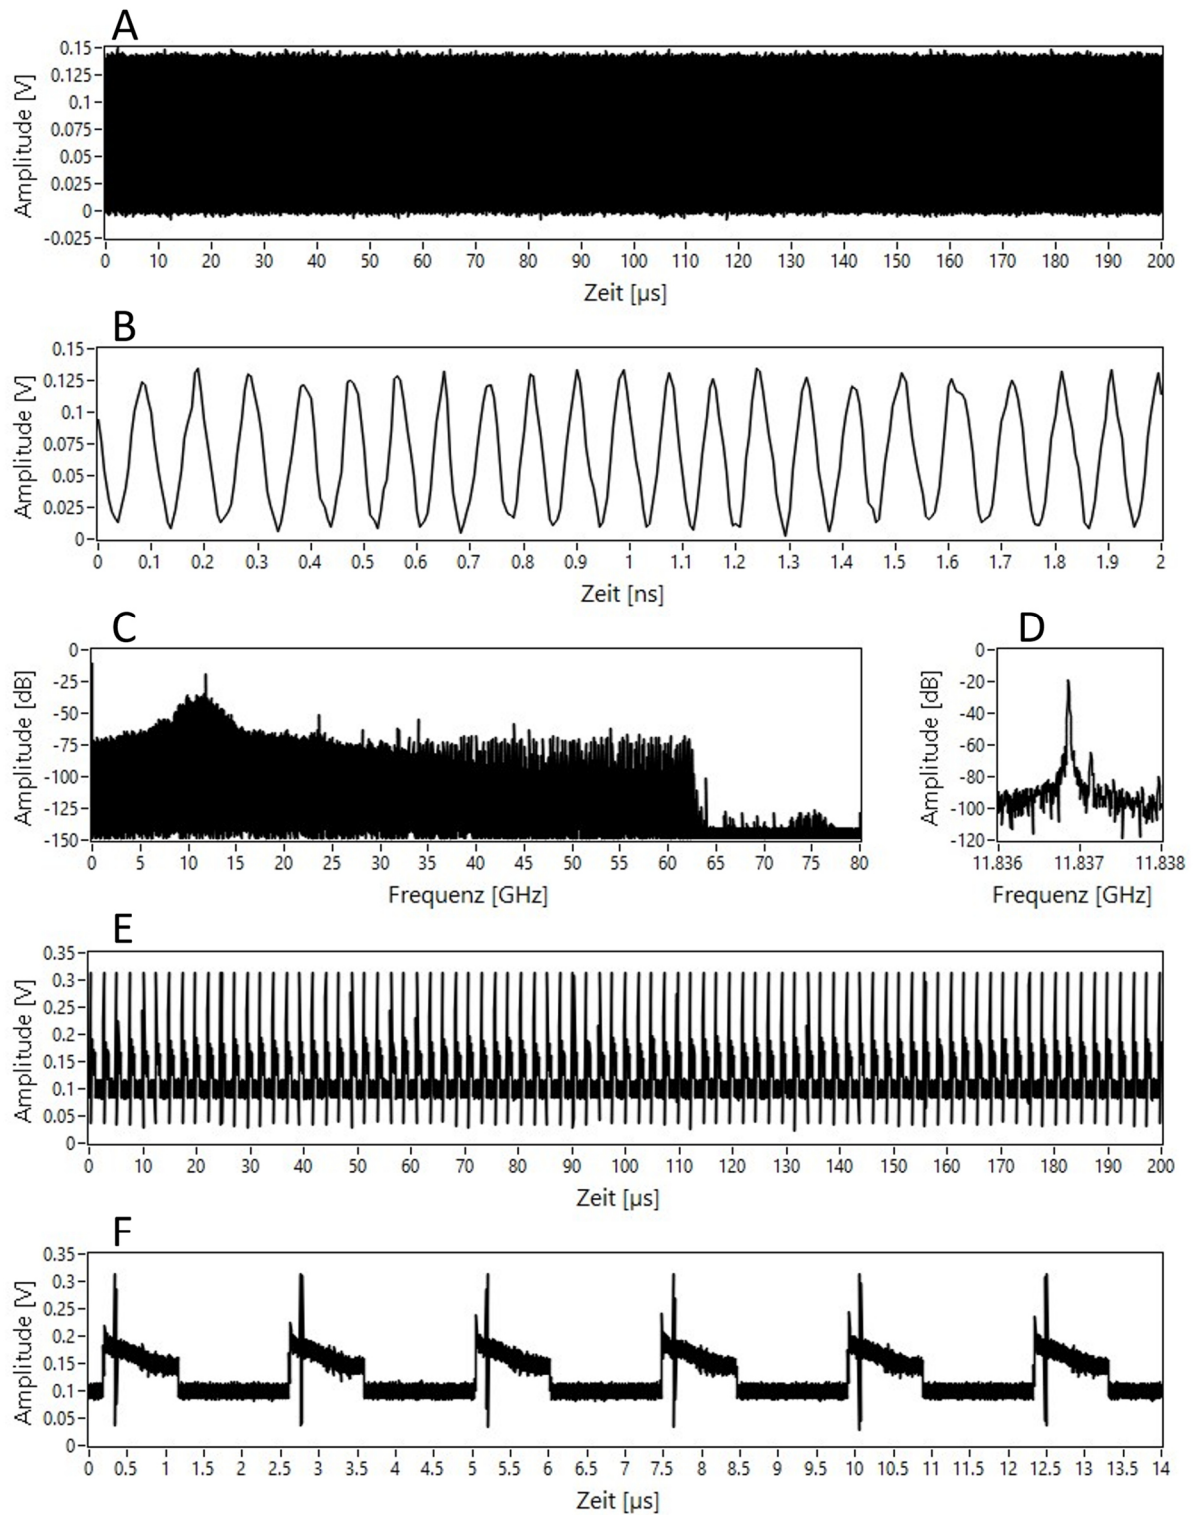 A
Amplitude [V]
0.15
0.125
0.1
0.075
0.05
0.025
0
-0.025
0 10 20 30 40 50 60 70 80 90 100 110 120 130 140 150 160 170 180 190 200
Zeit [µs]
B
Amplitude [V]
0.15
0.125
0.1
0.075
0.05
0.025
0
0 0.1 0.2 0.3 0.4 0.5 0.6 0.7 0.8 0.9 1 1.1 1.2 1.3 1.4 1.5 1.6 1.7 1.8 1.9 2
Zeit [ns]
C
Amplitude [dB]
0
-25
-50
-75
-100
-125
-150
0 5 10 15 20 25 30 35 40 45 50 55 60 65 70 75 80
Frequenz [GHz]
D
Amplitude [dB]
0
-20
-40
-60
-80
-100
-120
11.836 11.837 11.838
Frequenz [GHz]
E
Amplitude [V]
0.35
0.3
0.25
0.2
0.15
0.1
0.05
0
0 10 20 30 40 50 60 70 80 90 100 110 120 130 140 150 160 170 180 190 200
Zeit [µs]
F
Amplitude [V]
0.35
0.3
0.25
0.2
0.15
0.1
0.05
0
0 0.5 1 1.5 2 2.5 3 3.5 4 4.5 5 5.5 6 6.5 7 7.5 8 8.5 9 9.5 10 10.5 11 11.5 12 12.5 13 13.5 14
Zeit [µs]